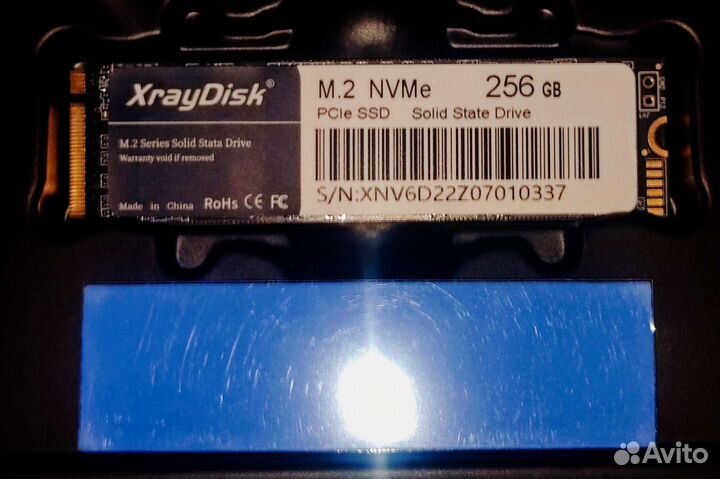 XrayDisk®
M.2 Series Solid Stata Drive
Warranty void if removed
Made in China RoHs CE FC
M.2 NVMe 256 GB
PCIe SSD Solid State Drive
S/N:XNV6D22Z07010337
Avito